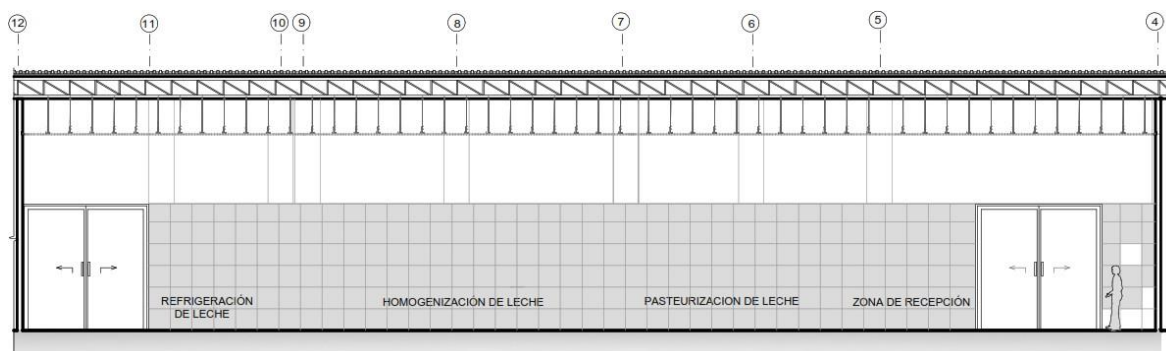 12 11 10 9 8 7 6 5 4
REFRIGERACIÓN
DE LECHE
HOMOGENIZACIÓN DE LECHE
PASTEURIZACION DE LECHE
ZONA DE RECEPCIÓN